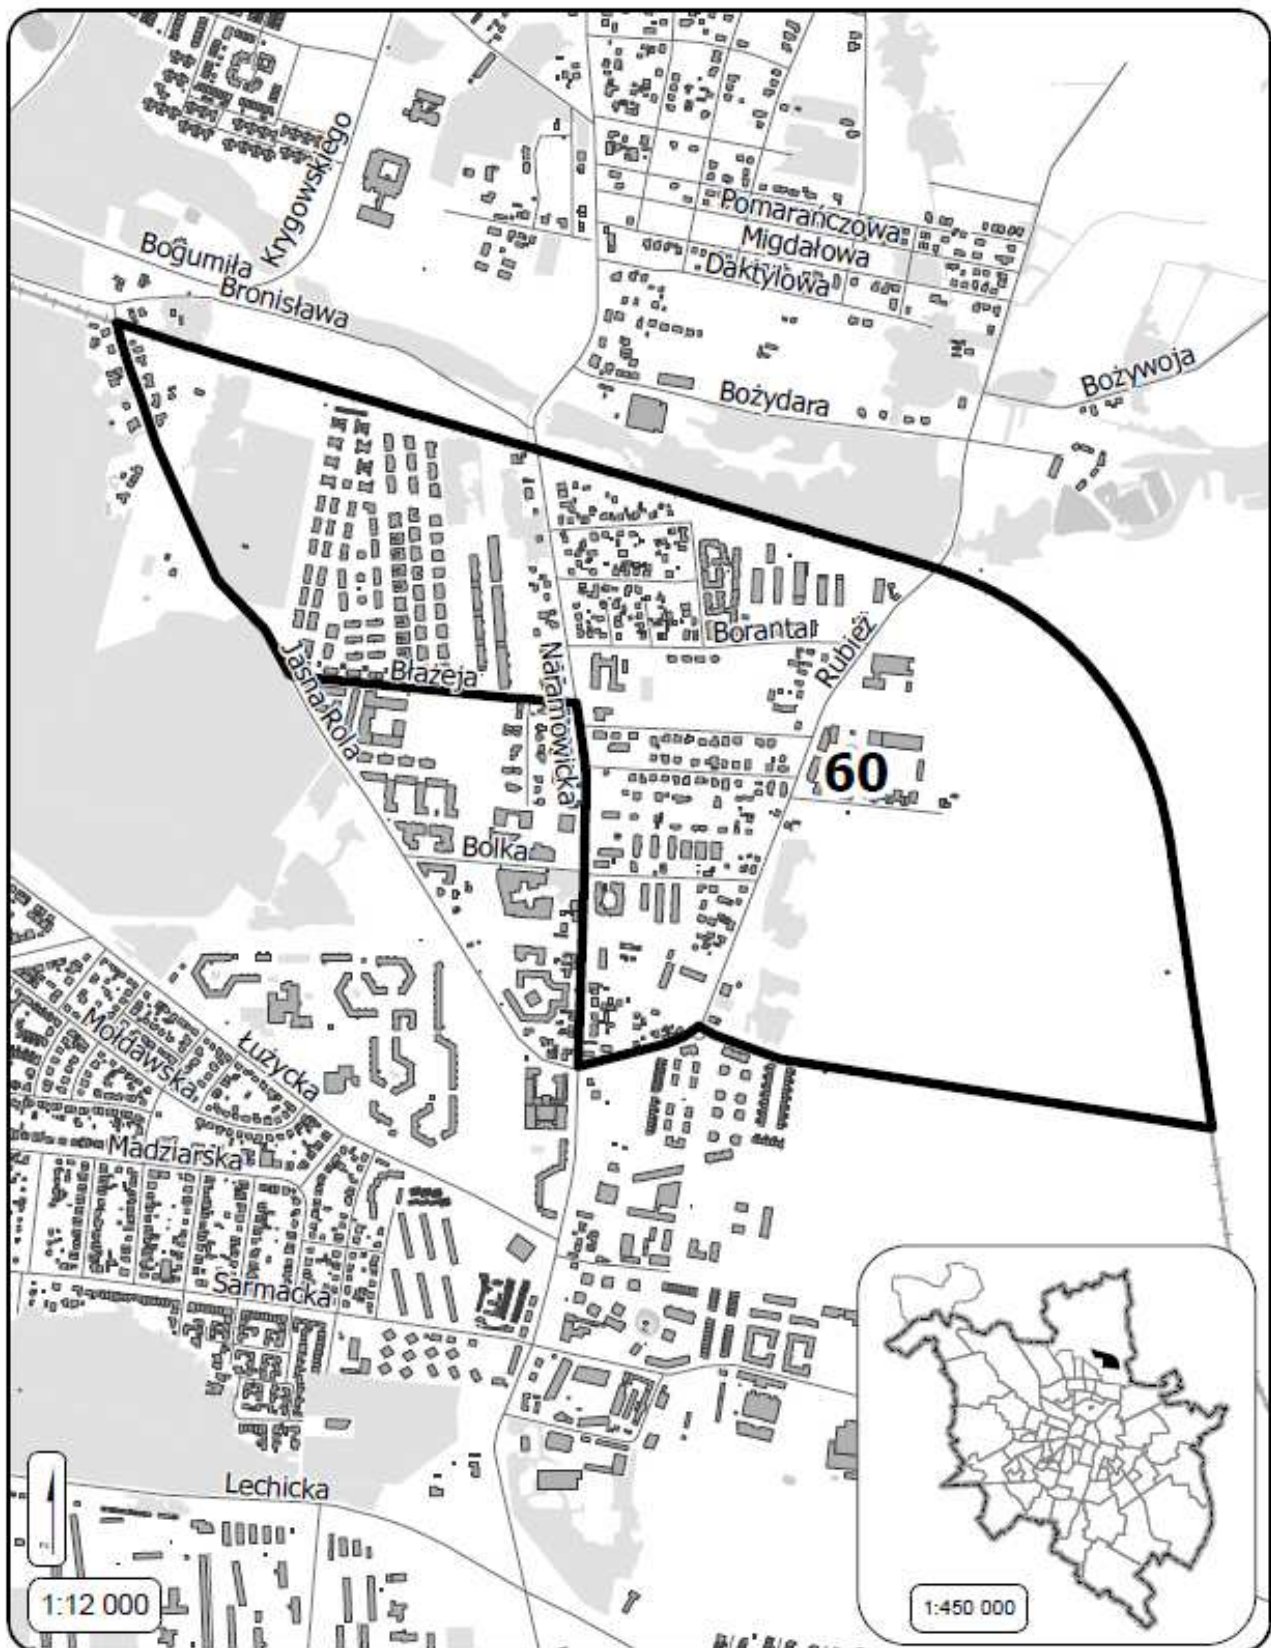 Krygowskiego
Pomarańczowa
Bogumiła
Migdałowa
Daktylowa
Bronisława
Bożywoja
Bożydara
Boranta
Rubież
Naramowicka
Błażeja
Jasna Rola
60
Bolka
Mołdawska
Łużycka
Madziarska
Sarmacka
Lechicka
1:12 000
1:450 000